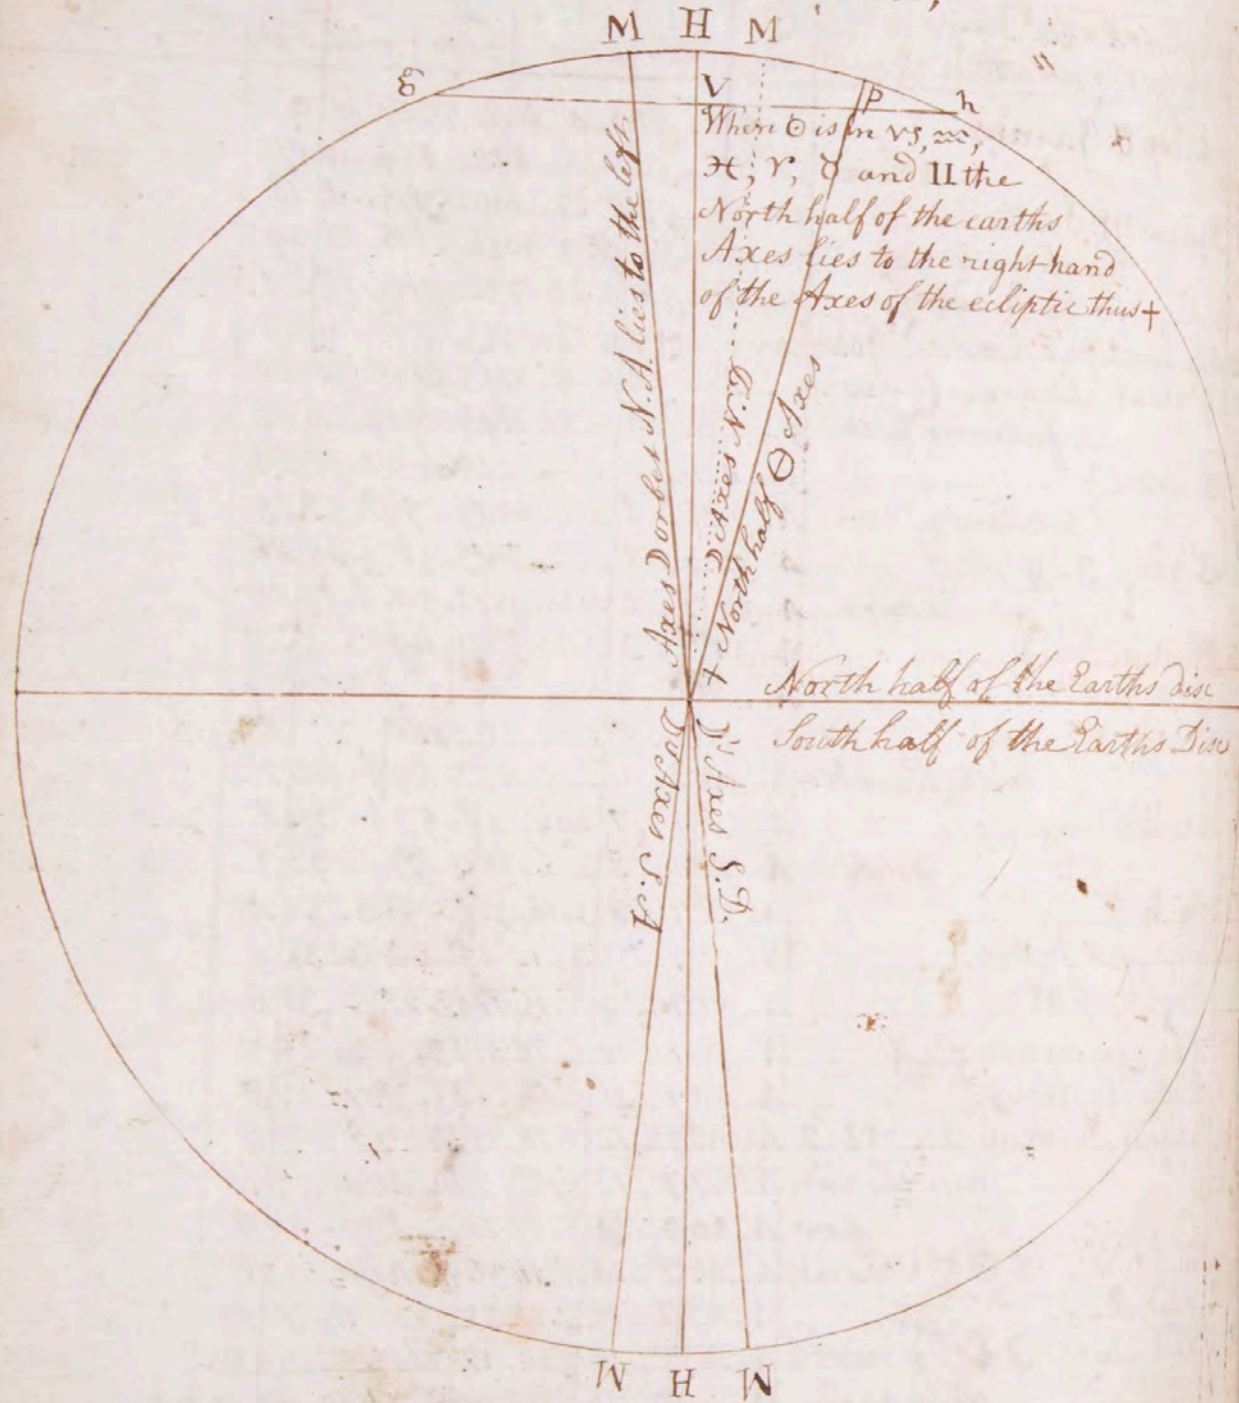 M H M
g
V
p
h
When ☉ is in ♑, ♒,
♓, ♈, ♉ and ♊ the
North half of the earths
Axes lies to the right hand
of the Axes of the ecliptic thus +
Axes ☽ orbet N.A. lies to the left
☾ Axes N.D.
+ North half ⊖ Axes
North half of the Earths disc
South half of the Earths Disc
Do Axes S.A
☽'s Axes S.D.
M H M